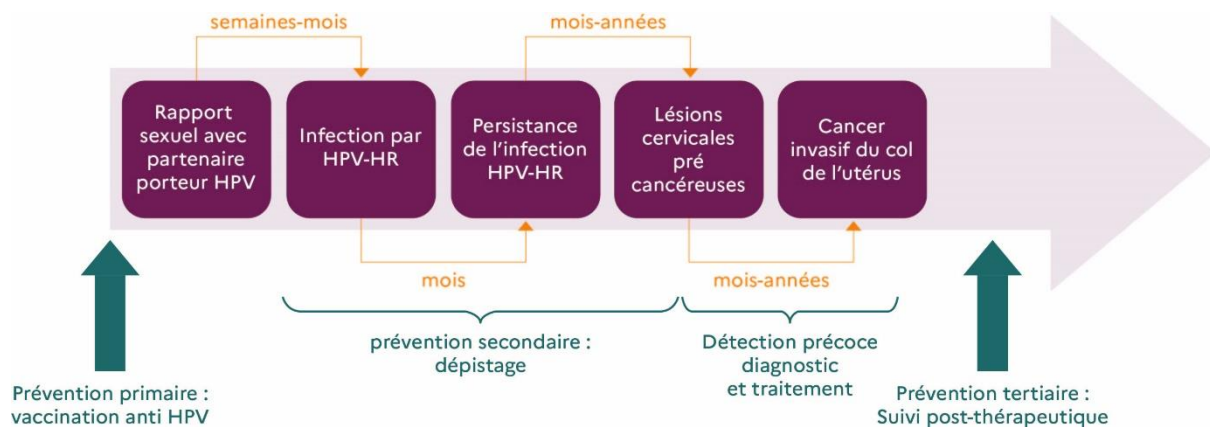 semaines-mois
mois-années
Rapport
sexuel avec
partenaire
porteur HPV
Infection par
HPV-HR
Persistance
de l'infection
HPV-HR
Lésions
cervicales
pré
cancéreuses
Cancer
invasif du col
de l'utérus
mois
mois-années
prévention secondaire :
dépistage
Détection précoce
diagnostic
et traitement
Prévention primaire :
vaccination anti HPV
Prévention tertiaire :
Suivi post-thérapeutique